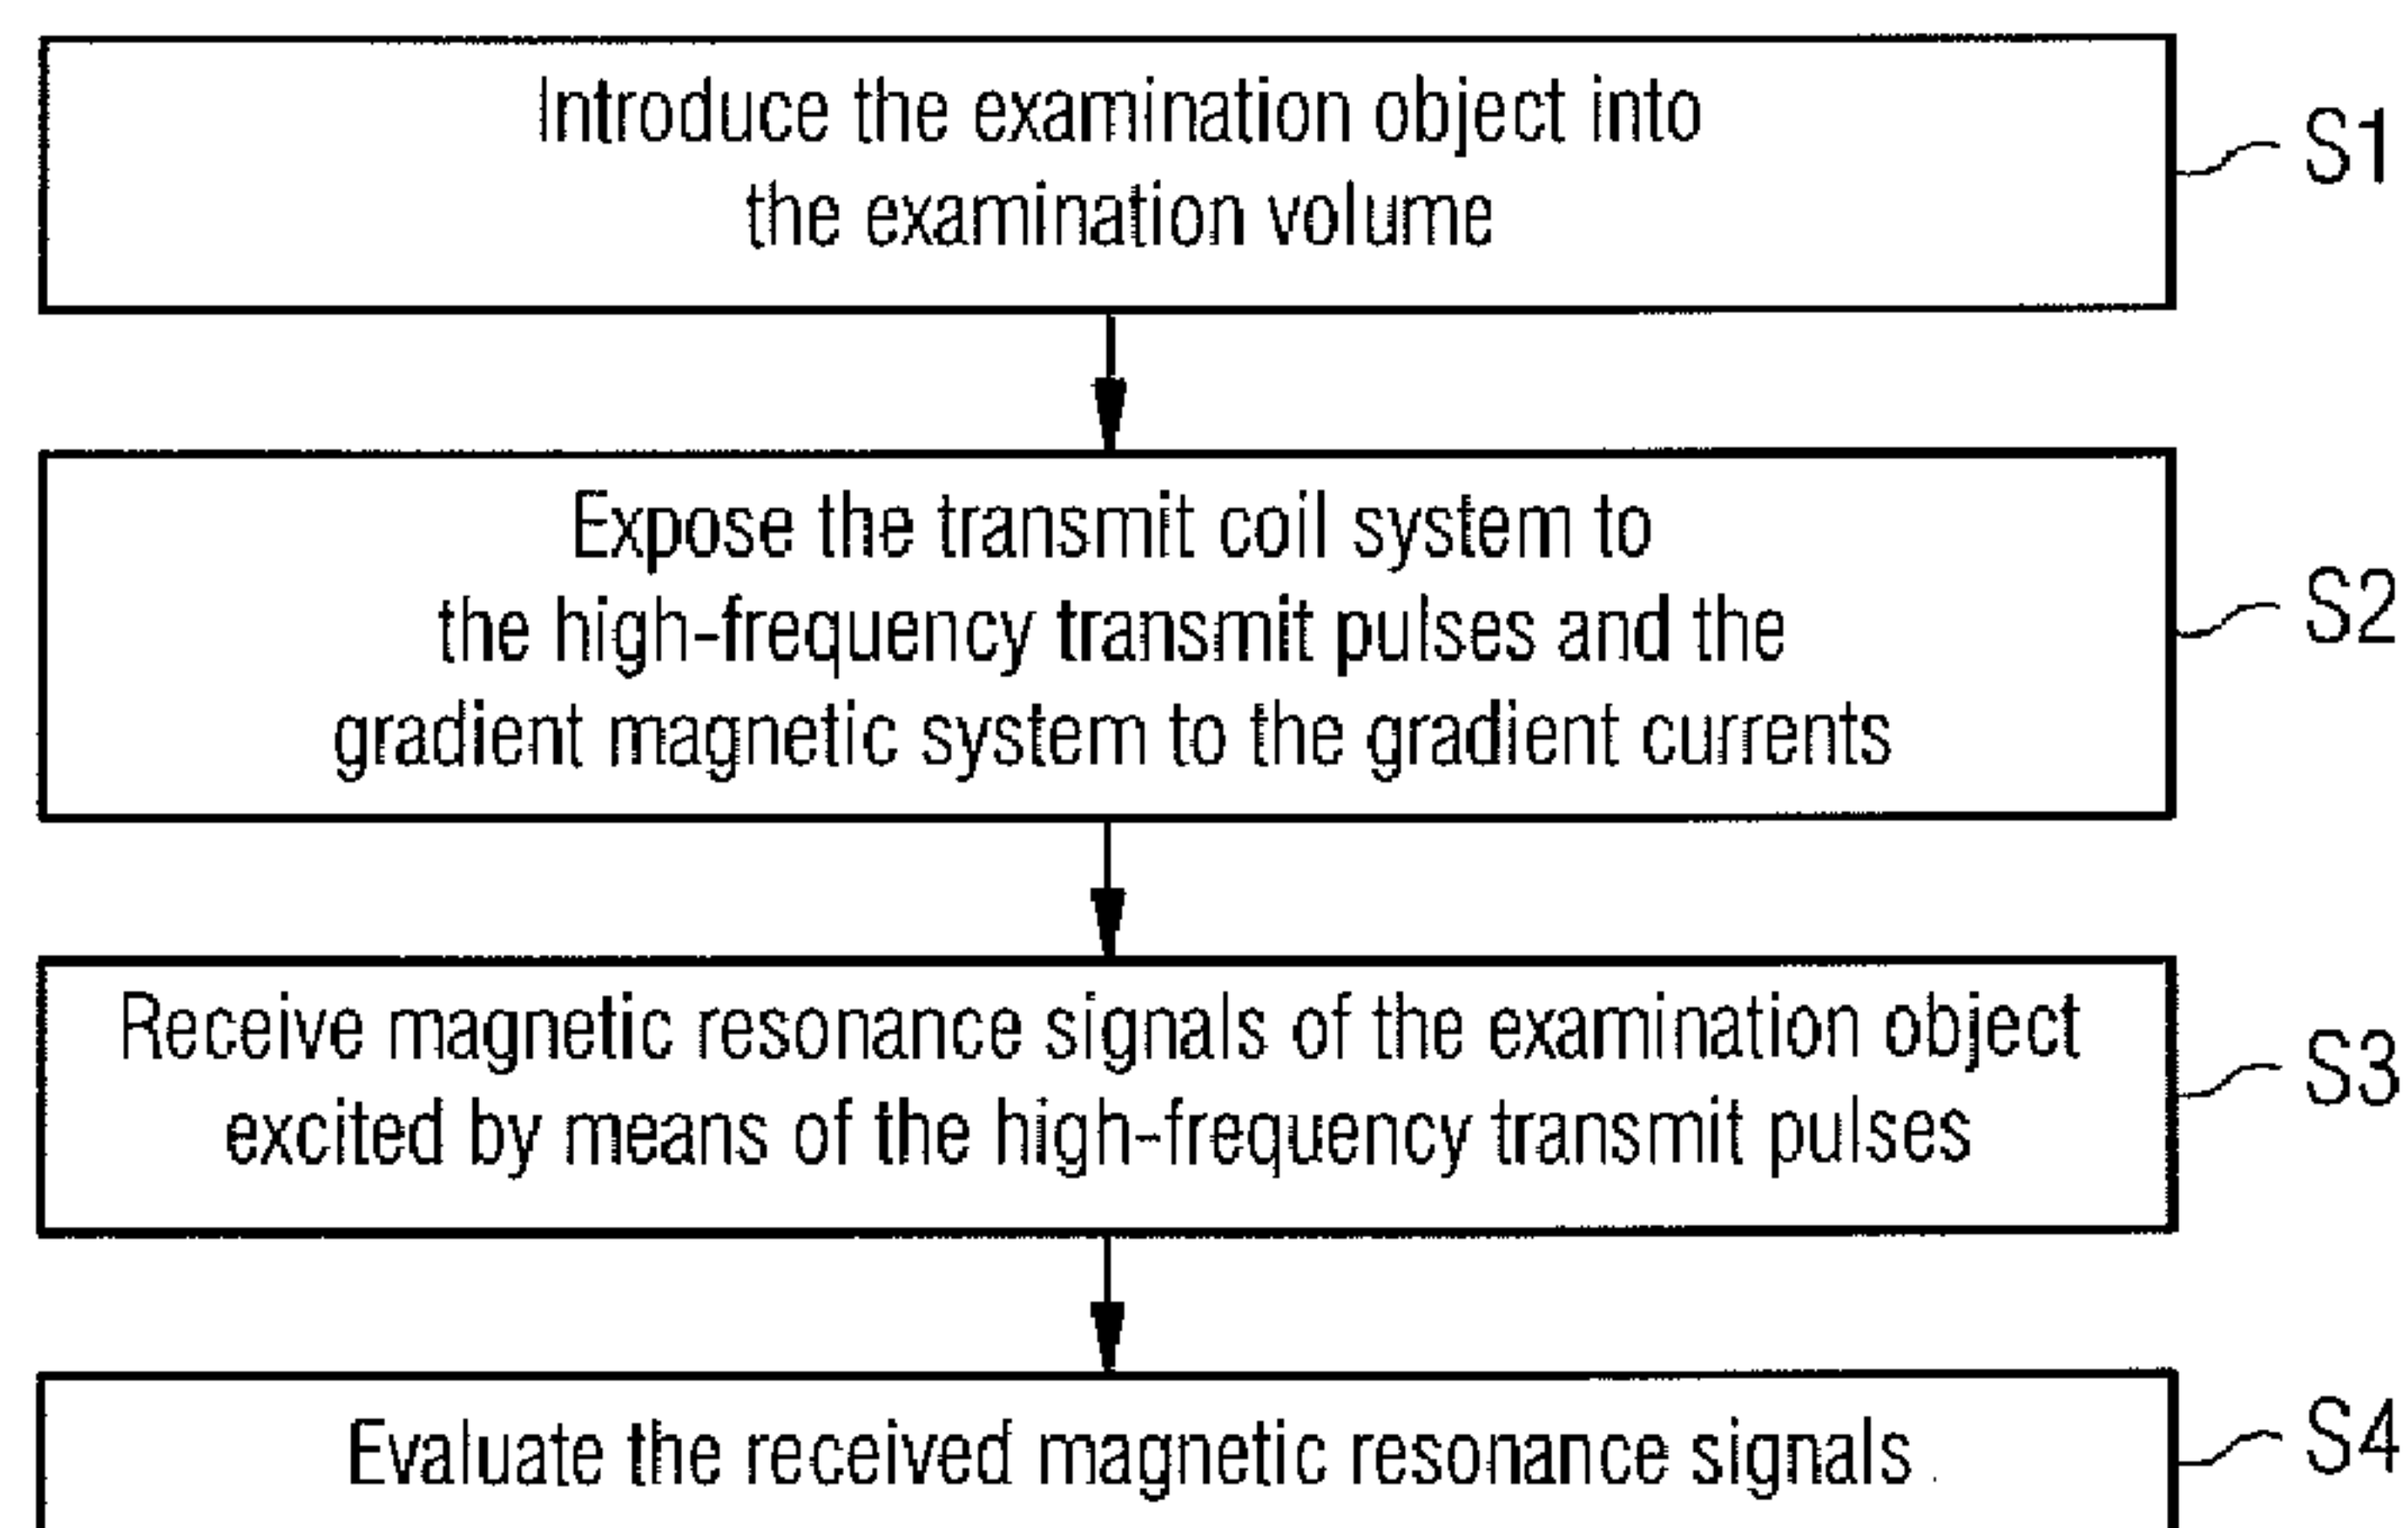 Introduce the examination object into
the examination volume
S1
Expose the transmit coil system to
the high-frequency transmit pulses and the
gradient magnetic system to the gradient currents
S2
Receive magnetic resonance signals of the examination object
excited by means of the high-frequency transmit pulses
S3
Evaluate the received magnetic resonance signals
S4